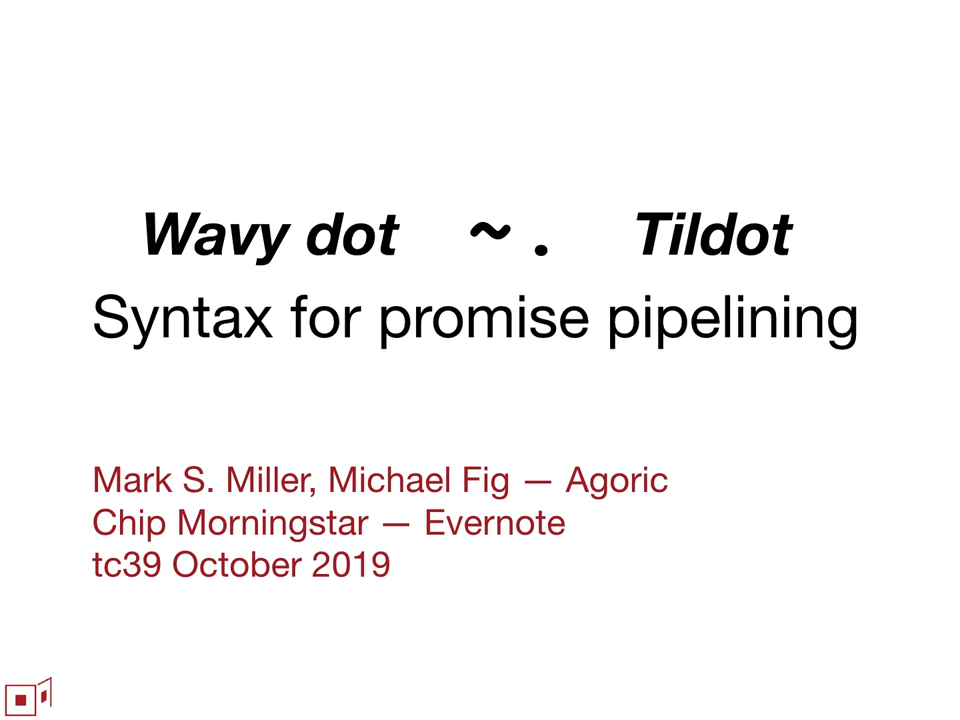 Wavy dot ~. Tildot
Syntax for promise pipelining
Mark S. Miller, Michael Fig — Agoric
Chip Morningstar — Evernote
tc39 October 2019